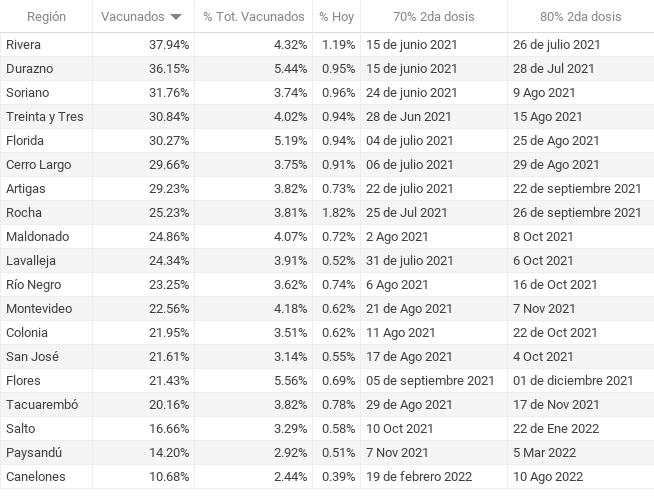 Región Vacunados % Tot. Vacunados % Hoy 70% 2da dosis 80% 2da dosis
Rivera 37.94% 4.32% 1.19% 15 de junio 2021 26 de julio 2021
Durazno 36.15% 5.44% 0.95% 15 de junio 2021 28 de Jul 2021
Soriano 31.76% 3.74% 0.96% 24 de junio 2021 9 Ago 2021
Treinta y Tres 30.84% 4.02% 0.94% 28 de Jun 2021 15 Ago 2021
Florida 30.27% 5.19% 0.94% 04 de julio 2021 25 de Ago 2021
Cerro Largo 29.66% 3.75% 0.91% 06 de julio 2021 29 de Ago 2021
Artigas 29.23% 3.82% 0.73% 22 de julio 2021 22 de septiembre 2021
Rocha 25.23% 3.81% 1.82% 25 de Jul 2021 26 de septiembre 2021
Maldonado 24.86% 4.07% 0.72% 2 Ago 2021 8 Oct 2021
Lavalleja 24.34% 3.91% 0.52% 31 de julio 2021 6 Oct 2021
Río Negro 23.25% 3.62% 0.74% 6 Ago 2021 16 de Oct 2021
Montevideo 22.56% 4.18% 0.62% 21 de Ago 2021 7 Nov 2021
Colonia 21.95% 3.51% 0.62% 11 Ago 2021 22 de Oct 2021
San José 21.61% 3.14% 0.55% 17 de Ago 2021 4 Oct 2021
Flores 21.43% 5.56% 0.69% 05 de septiembre 2021 01 de diciembre 2021
Tacuarembó 20.16% 3.82% 0.78% 29 de Ago 2021 17 de Nov 2021
Salto 16.66% 3.29% 0.58% 10 Oct 2021 22 de Ene 2022
Paysandú 14.20% 2.92% 0.51% 7 Nov 2021 5 Mar 2022
Canelones 10.68% 2.44% 0.39% 19 de febrero 2022 10 Ago 2022